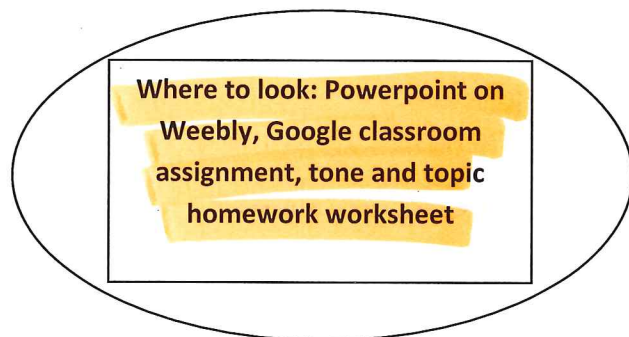 Where to look: Powerpoint on
Weebly, Google classroom
assignment, tone and topic
homework worksheet